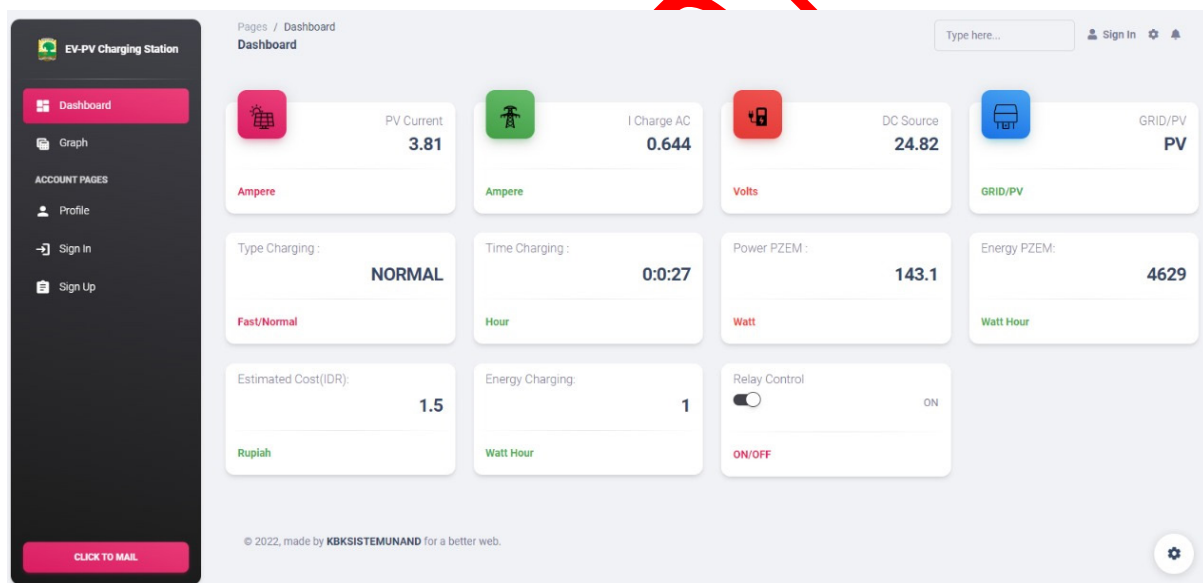 EV-PV Charging Station
Dashboard
Graph
ACCOUNT PAGES
Profile
Sign In
Sign Up
CLICK TO MAIL
Pages / Dashboard
Dashboard
Type here...
Sign In
PV Current
3.81
Ampere
I Charge AC
0.644
Ampere
DC Source
24.82
Volts
GRID/PV
PV
GRID/PV
Type Charging :
NORMAL
Fast/Normal
Time Charging :
0:0:27
Hour
Power PZEM :
143.1
Watt
Energy PZEM:
4629
Watt Hour
Estimated Cost(IDR):
1.5
Rupiah
Energy Charging:
1
Watt Hour
Relay Control
ON
ON/OFF
© 2022, made by KBKSISTEMUNAND for a better web.